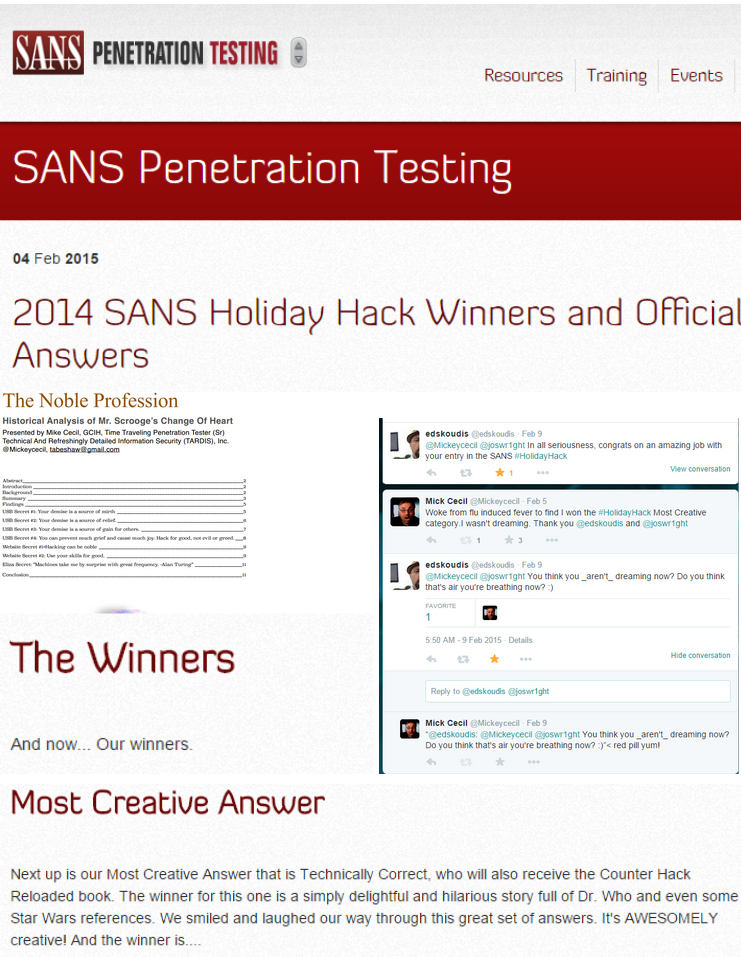 SANS PENETRATION TESTING
Resources
Training
Events
SANS Penetration Testing
04 Feb 2015
2014 SANS Holiday Hack Winners and Official
Answers
The Noble Profession
Historical Analysis of Mr. Scrooge's Change Of Heart
Presented by Mike Cecil, GCIH, Time Traveling Penetration Tester (Sr)
Technical And Refreshingly Detailed Information Security (TARDIS), Inc.
@Mickeycecil, tabeshaw@gmail.com
Abstract 2
Introduction 2
Background 2
Summary 3
Findings 5
USB Secret #1: Your demise is a source of mirth 5
USB Secret #2: Your demise is a source of relief. 6
USB Secret #3: Your demise is a source of gain for others. 7
USB Secret #4: You can prevent much grief and cause much joy. Hack for good, not evil or greed. 8
Website Secret #1Hacking can be noble 8
Website Secret #2: Use your skills for good. 9
Eliza Secret: "Machines take me by surprise with great frequency. -Alan Turing" 11
Conclusion 11
edskoudis @edskoudis · Feb 9
@Mickeycecil @joswr1ght In all seriousness, congrats on an amazing job with
your entry in the SANS #HolidayHack
1
View conversation
Mick Cecil @Mickeycecil · Feb 5
Woke from flu induced fever to find I won the #HolidayHack Most Creative
category.I wasn't dreaming. Thank you @edskoudis and @joswr1ght
1 3
edskoudis @edskoudis · Feb 9
@Mickeycecil @joswr1ght You think you _aren't_ dreaming now? Do you think
that's air you're breathing now? :)
FAVORITE
1
5:50 AM - 9 Feb 2015 · Details
Hide conversation
Reply to @edskoudis @joswr1ght
Mick Cecil @Mickeycecil · Feb 9
"@edskoudis: @Mickeycecil @joswr1ght You think you _aren't_ dreaming now?
Do you think that's air you're breathing now? :)"< red pill yum!
The Winners
And now... Our winners.
Most Creative Answer
Next up is our Most Creative Answer that is Technically Correct, who will also receive the Counter Hack
Reloaded book. The winner for this one is a simply delightful and hilarious story full of Dr. Who and even some
Star Wars references. We smiled and laughed our way through this great set of answers. It's AWESOMELY
creative! And the winner is....